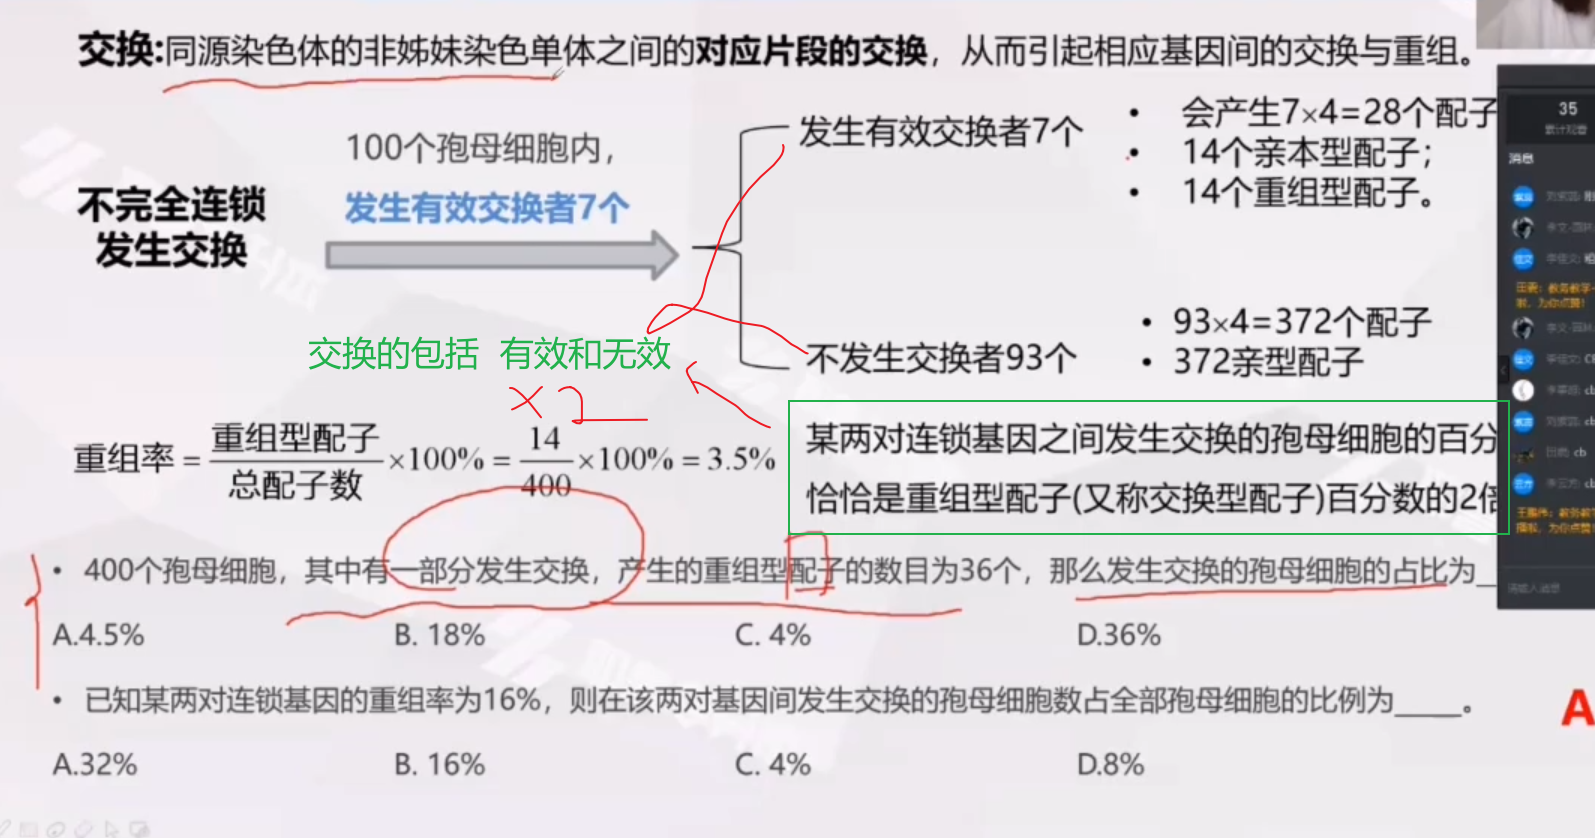 交换:同源染色体的非姊妹染色单体之间的对应片段的交换，从而引起相应基因间的交换与重组。
不完全连锁
发生交换
100个孢母细胞内，
发生有效交换者7个
发生有效交换者7个
• 会产生7×4=28个配子
• 14个亲本型配子；
• 14个重组型配子。
不发生交换者93个
• 93×4=372个配子
• 372亲型配子
交换的包括 有效和无效
×2
重组率 = 重组型配子
总配子数
×100% = 14
400
×100% = 3.5%
某两对连锁基因之间发生交换的孢母细胞的百分
恰恰是重组型配子(又称交换型配子)百分数的2倍
• 400个孢母细胞，其中有一部分发生交换，产生的重组型配子的数目为36个，那么发生交换的孢母细胞的占比为__
A.4.5% B. 18% C. 4% D.36%
• 已知某两对连锁基因的重组率为16%，则在该两对基因间发生交换的孢母细胞数占全部孢母细胞的比例为_____。
A.32% B. 16% C. 4% D.8%
A
35
消息